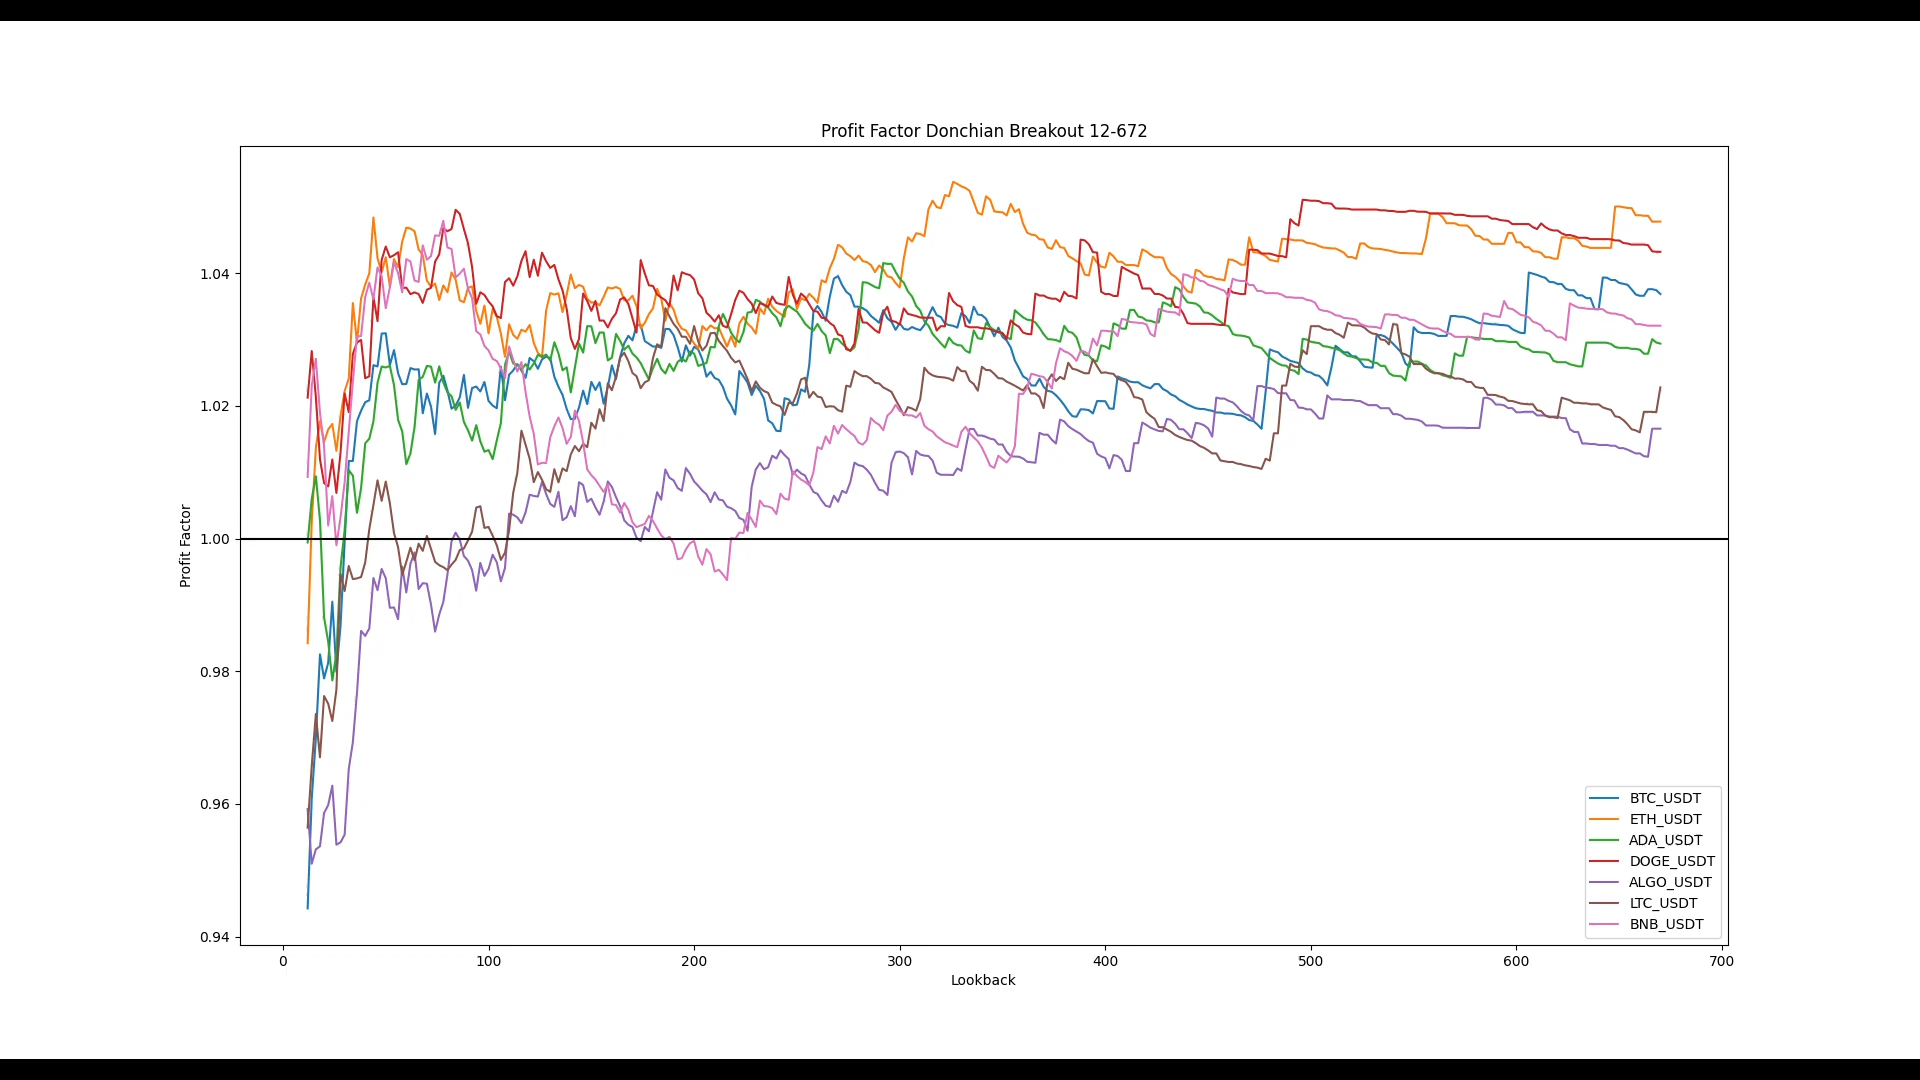 Profit Factor Donchian Breakout 12-672
Profit Factor
1.04
1.02
1.00
0.98
0.96
0.94
0 100 200 300 400 500 600 700
Lookback
BTC_USDT
ETH_USDT
ADA_USDT
DOGE_USDT
ALGO_USDT
LTC_USDT
BNB_USDT